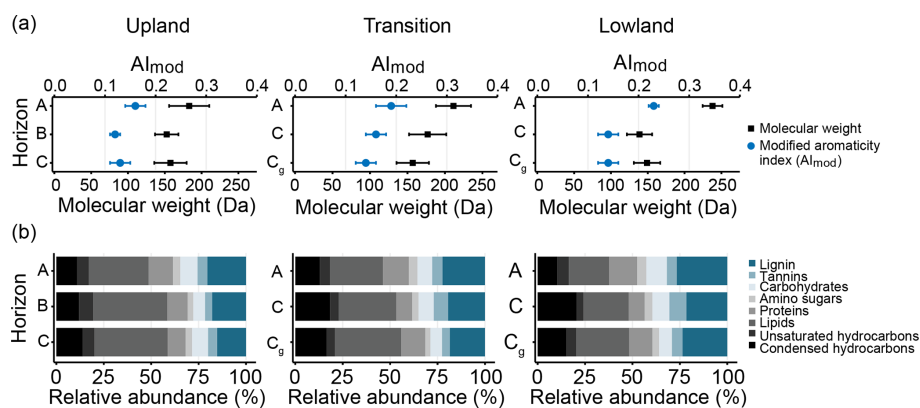 (a)
Upland Transition Lowland
AImod AImod AImod
0.0 0.1 0.2 0.3 0.4 0.0 0.1 0.2 0.3 0.4 0.0 0.1 0.2 0.3 0.4
Horizon
A A A
B C C
C Cg Cg
0 50 100 150 200 250 0 50 100 150 200 250 0 50 100 150 200 250
Molecular weight (Da) Molecular weight (Da) Molecular weight (Da)
Molecular weight
Modified aromaticity
index (AImod)
(b)
Horizon
A A A
B C C
C Cg Cg
0 25 50 75 100 0 25 50 75 100 0 25 50 75 100
Relative abundance (%) Relative abundance (%) Relative abundance (%)
Lignin
Tannins
Carbohydrates
Amino sugars
Proteins
Lipids
Unsaturated hydrocarbons
Condensed hydrocarbons